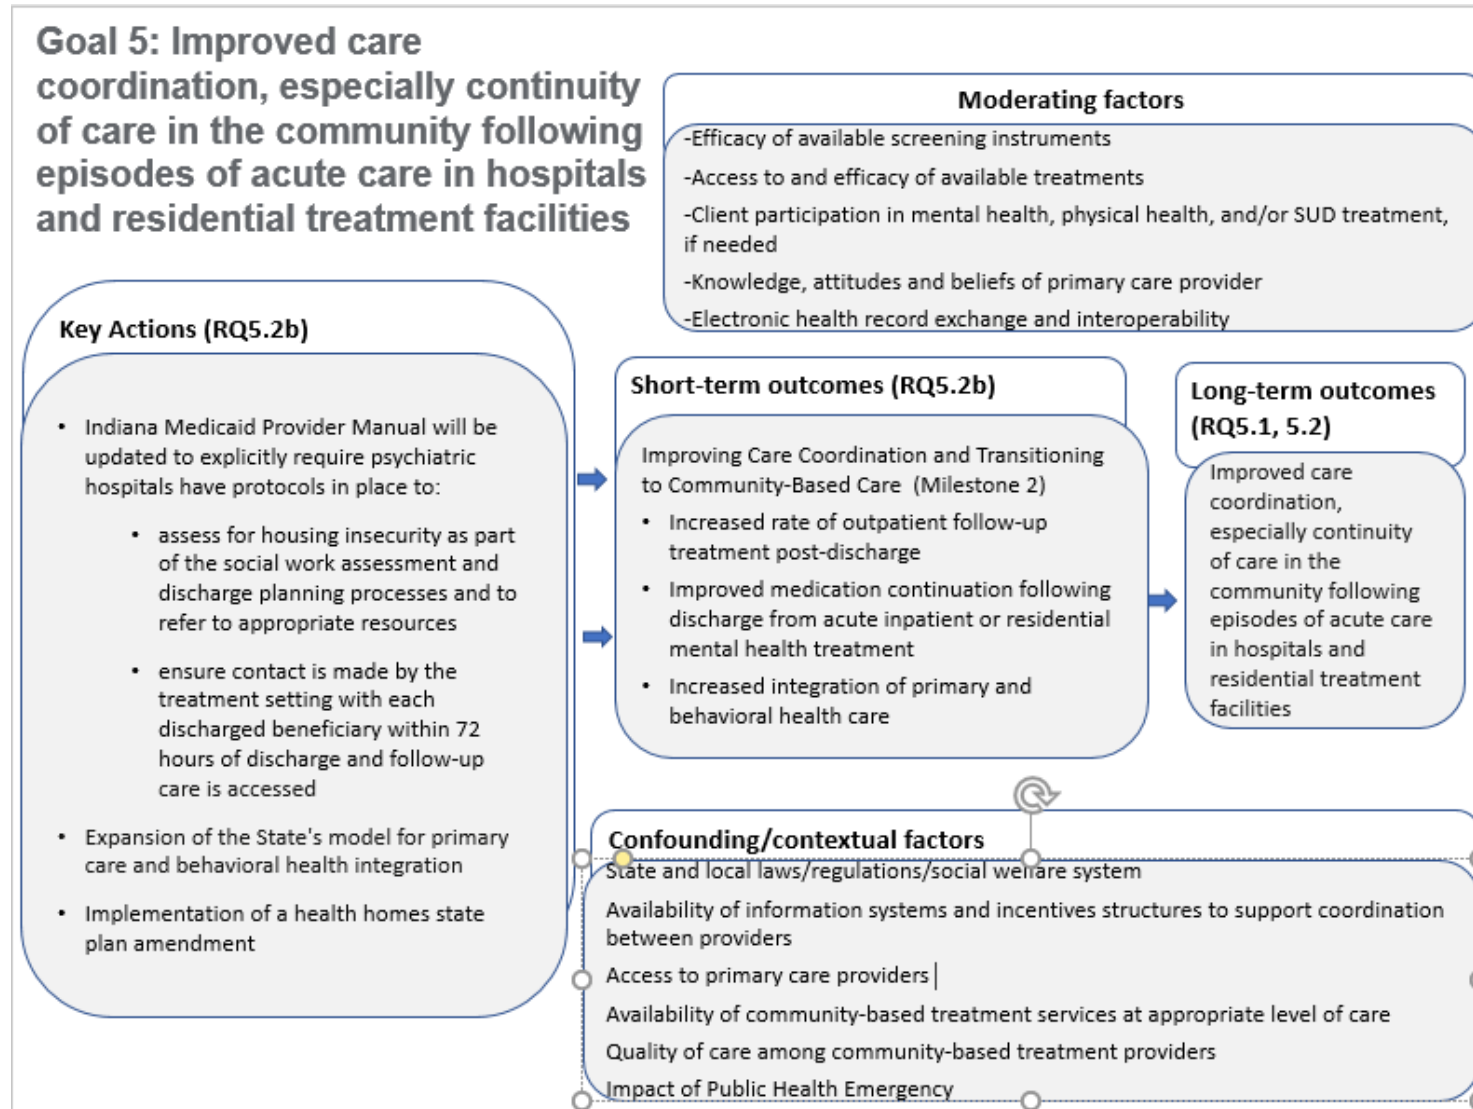 Goal 5: Improved care
coordination, especially continuity
of care in the community following
episodes of acute care in hospitals
and residential treatment facilities
Moderating factors
-Efficacy of available screening instruments
-Access to and efficacy of available treatments
-Client participation in mental health, physical health, and/or SUD treatment,
if needed
-Knowledge, attitudes and beliefs of primary care provider
-Electronic health record exchange and interoperability
Key Actions (RQ5.2b)
• Indiana Medicaid Provider Manual will be
updated to explicitly require psychiatric
hospitals have protocols in place to:
• assess for housing insecurity as part
of the social work assessment and
discharge planning processes and to
refer to appropriate resources
• ensure contact is made by the
treatment setting with each
discharged beneficiary within 72
hours of discharge and follow-up
care is accessed
• Expansion of the State's model for primary
care and behavioral health integration
• Implementation of a health homes state
plan amendment
Short-term outcomes (RQ5.2b)
Improving Care Coordination and Transitioning
to Community-Based Care (Milestone 2)
• Increased rate of outpatient follow-up
treatment post-discharge
• Improved medication continuation following
discharge from acute inpatient or residential
mental health treatment
• Increased integration of primary and
behavioral health care
Long-term outcomes
(RQ5.1, 5.2)
Improved care
coordination,
especially continuity
of care in the
community following
episodes of acute care
in hospitals and
residential treatment
facilities
Confounding/contextual factors
State and local laws/regulations/social welfare system
Availability of information systems and incentives structures to support coordination
between providers
Access to primary care providers
Availability of community-based treatment services at appropriate level of care
Quality of care among community-based treatment providers
Impact of Public Health Emergency